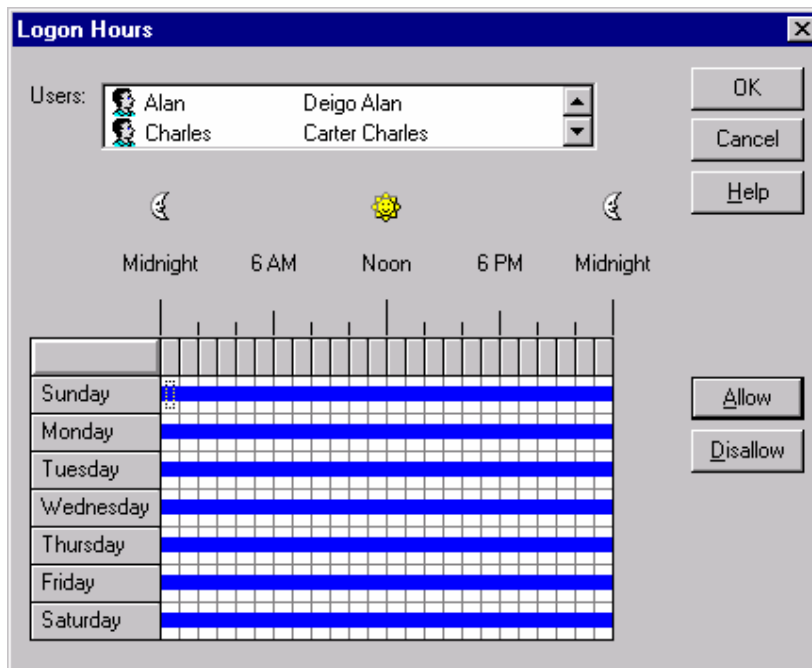 Logon Hours
Users: Alan Deigo Alan
Charles Carter Charles
OK
Cancel
Help
Midnight 6 AM Noon 6 PM Midnight
Sunday
Monday
Tuesday
Wednesday
Thursday
Friday
Saturday
Allow
Disallow